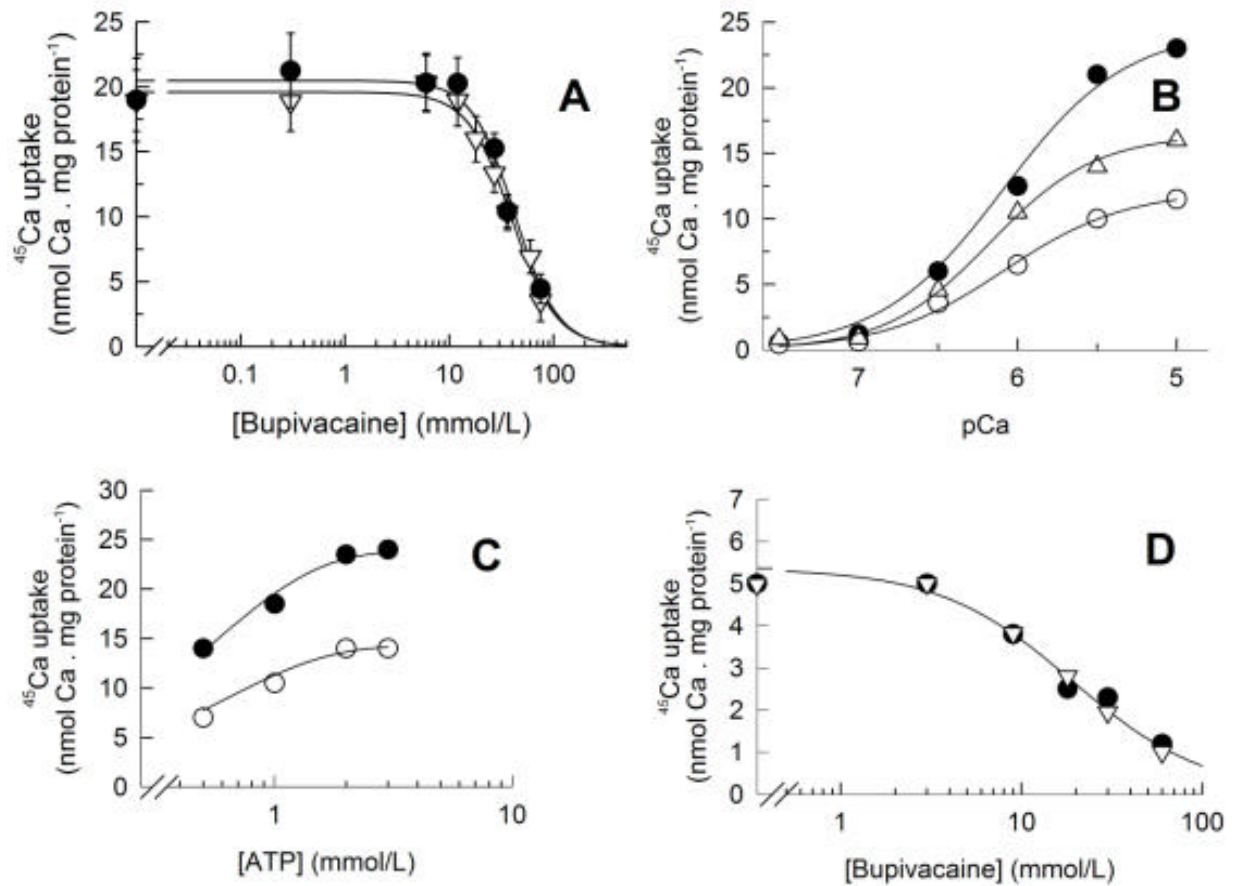 25
20
15
10
5
0
⁴⁵Ca uptake
(nmol Ca . mg protein⁻¹)
A
0.1 1 10 100
[Bupivacaine] (mmol/L)
25
20
15
10
5
0
⁴⁵Ca uptake
(nmol Ca . mg protein⁻¹)
B
7 6 5
pCa
30
25
20
15
10
5
0
⁴⁵Ca uptake
(nmol Ca . mg protein⁻¹)
C
1 10
[ATP] (mmol/L)
7
6
5
4
3
2
1
0
⁴⁵Ca uptake
(nmol Ca . mg protein⁻¹)
D
1 10 100
[Bupivacaine] (mmol/L)